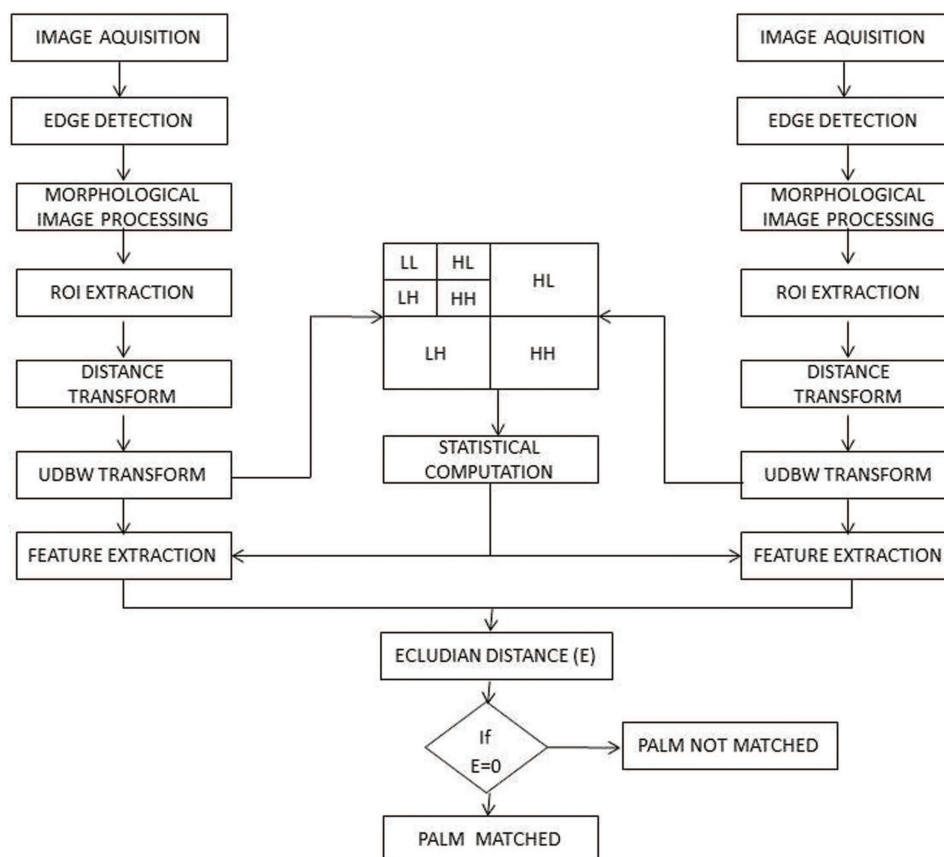 IMAGE AQUISITION
EDGE DETECTION
MORPHOLOGICAL
IMAGE PROCESSING
ROI EXTRACTION
DISTANCE
TRANSFORM
UDBW TRANSFORM
FEATURE EXTRACTION
LL HL
LH HH
HL
LH
HH
STATISTICAL
COMPUTATION
IMAGE AQUISITION
EDGE DETECTION
MORPHOLOGICAL
IMAGE PROCESSING
ROI EXTRACTION
DISTANCE
TRANSFORM
UDBW TRANSFORM
FEATURE EXTRACTION
ECLUDIAN DISTANCE (E)
If
E=0
PALM NOT MATCHED
PALM MATCHED